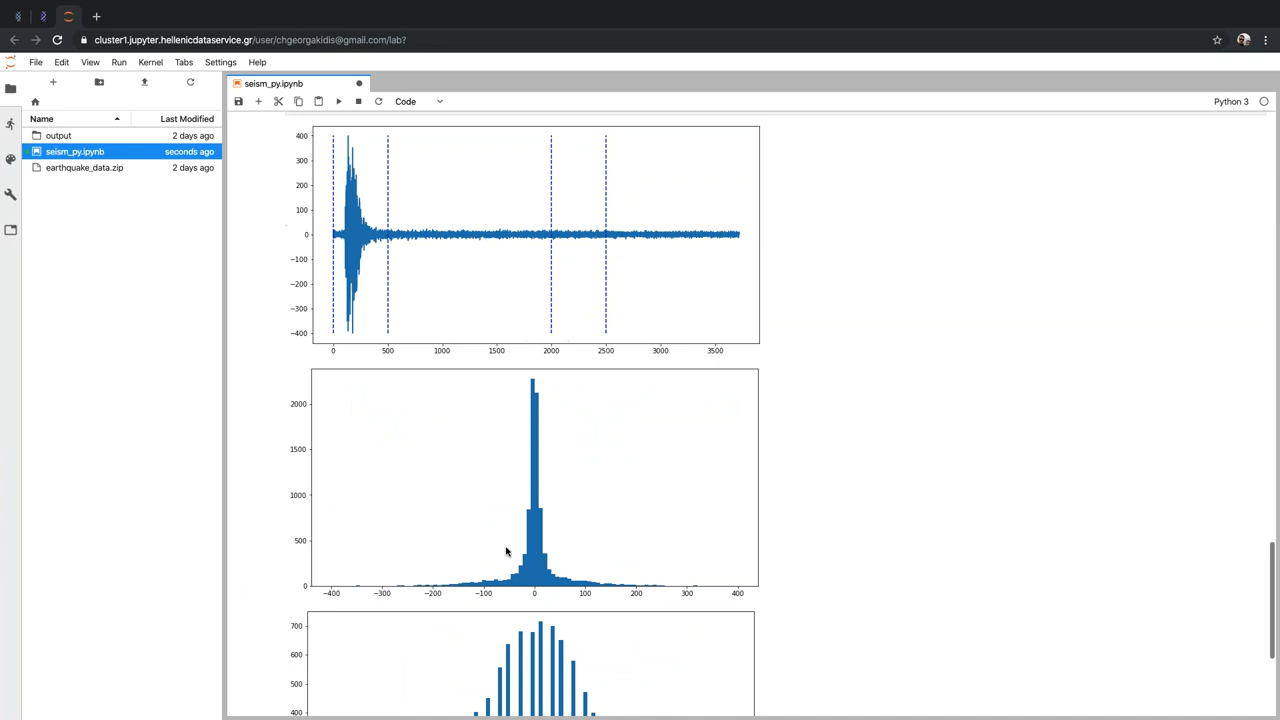 cluster1.jupyter.hellenicdataservice.gr/user/chgeorgakidis@gmail.com/lab?
File Edit View Run Kernel Tabs Settings Help
seism_py.ipynb
Code
Python 3
Name Last Modified
output 2 days ago
seism_py.ipynb seconds ago
earthquake_data.zip 2 days ago
400
300
200
100
0
−100
−200
−300
−400
0 500 1000 1500 2000 2500 3000 3500
2000
1500
1000
500
0
−400 −300 −200 −100 0 100 200 300 400
700
600
500
400